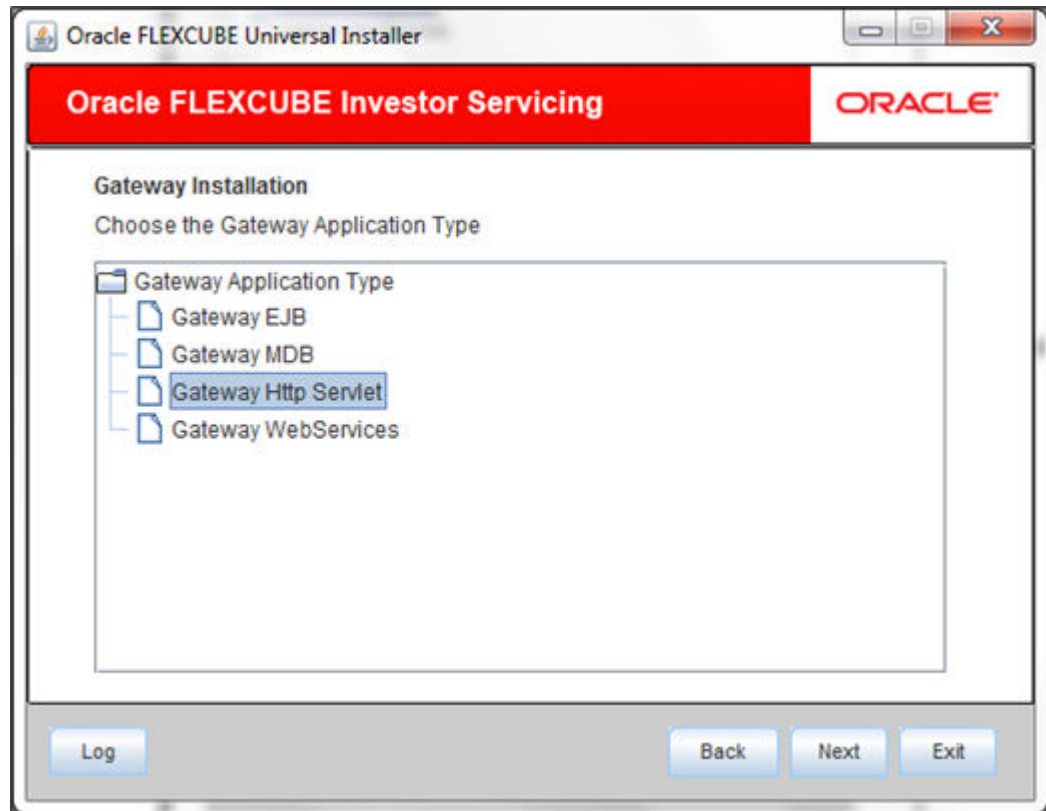 Oracle FLEXCUBE Universal Installer
Oracle FLEXCUBE Investor Servicing
ORACLE
Gateway Installation
Choose the Gateway Application Type
Gateway Application Type
Gateway EJB
Gateway MDB
Gateway Http Servlet
Gateway WebServices
Log Back Next Exit